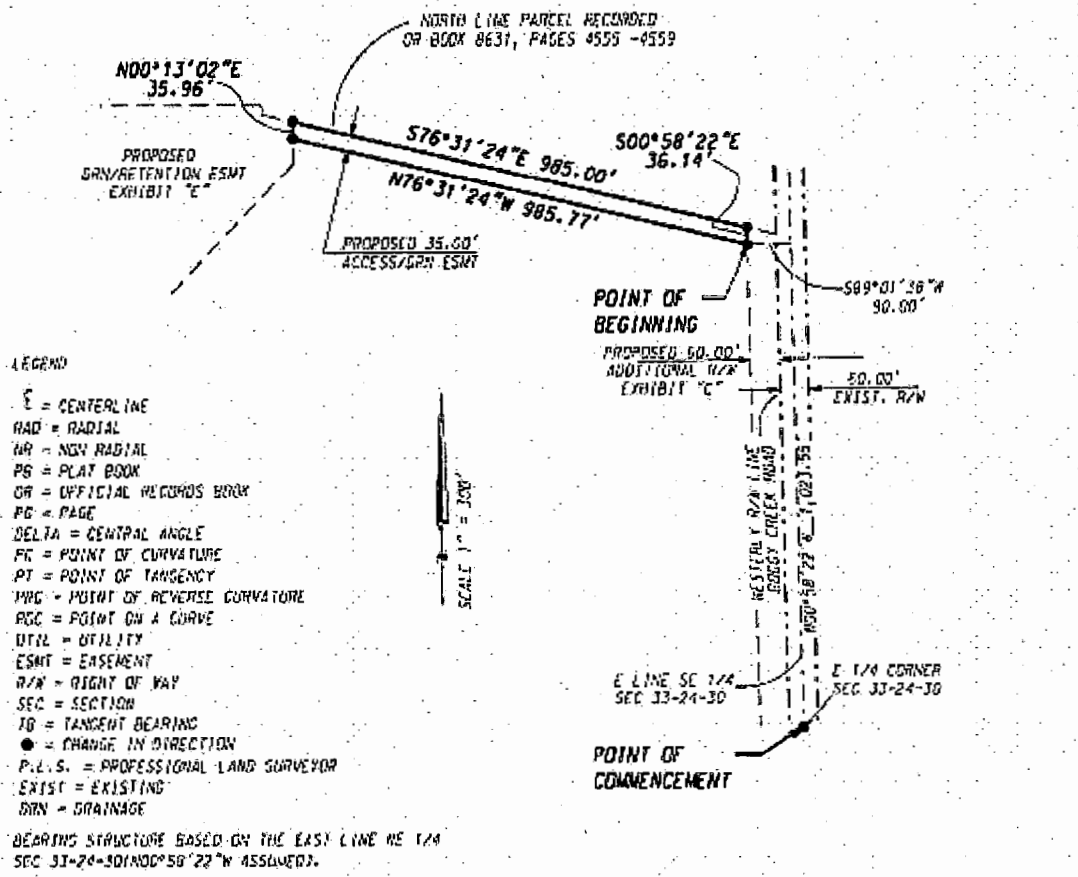 NORTH LINE PARCEL RECORDED
OR BOOK 8631, PAGES 4555 -4559
N00°13'02"E
35.96'
S76°31'24"E 985.00'
S00°58'22"E
36.14'
N76°31'24"W 985.77'
PROPOSED
DRN/RETENTION ESMT
EXHIBIT "E"
PROPOSED 35.00'
ACCESS/DRN ESMT
POINT OF
BEGINNING
S89°01'38"W
90.00'
PROPOSED 60.00'
ADDITIONAL R/W
EXHIBIT "C"
60.00'
EXIST. R/W
WESTERLY R/W LINE
BOGGY CREEK ROAD
N00°58'22"W 1,023.55'
E LINE SE 1/4
SEC 33-24-30
E 1/4 CORNER
SEC 33-24-30
POINT OF
COMMENCEMENT
SCALE 1" = 300'
LEGEND
= CENTERLINE
RAD = RADIAL
NR = NON RADIAL
PB = PLAT BOOK
OR = OFFICIAL RECORDS BOOK
PG = PAGE
DELTA = CENTRAL ANGLE
PC = POINT OF CURVATURE
PT = POINT OF TANGENCY
PRC = POINT OF REVERSE CURVATURE
POC = POINT ON A CURVE
UTIL = UTILITY
ESMT = EASEMENT
R/W = RIGHT OF WAY
SEC = SECTION
TB = TANGENT BEARING
● = CHANGE IN DIRECTION
P.L.S. = PROFESSIONAL LAND SURVEYOR
EXIST = EXISTING
DRN = DRAINAGE
BEARING STRUCTURE BASED ON THE EAST LINE NE 1/4
SEC 33-24-30(N00°58'22"W ASSUMED).